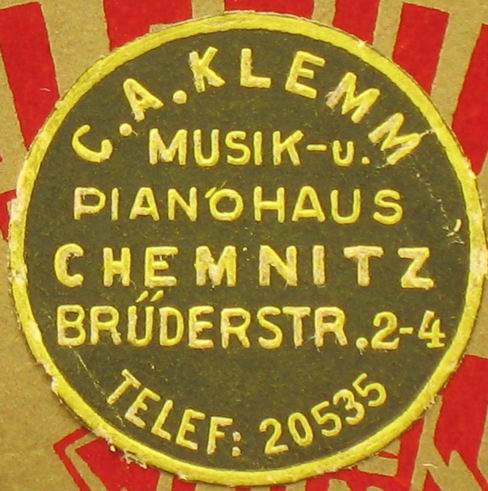 C.A.KLEMM
MUSIK-u.
PIANOHAUS
CHEMNITZ
BRÜDERSTR.2-4
TELEF: 20535